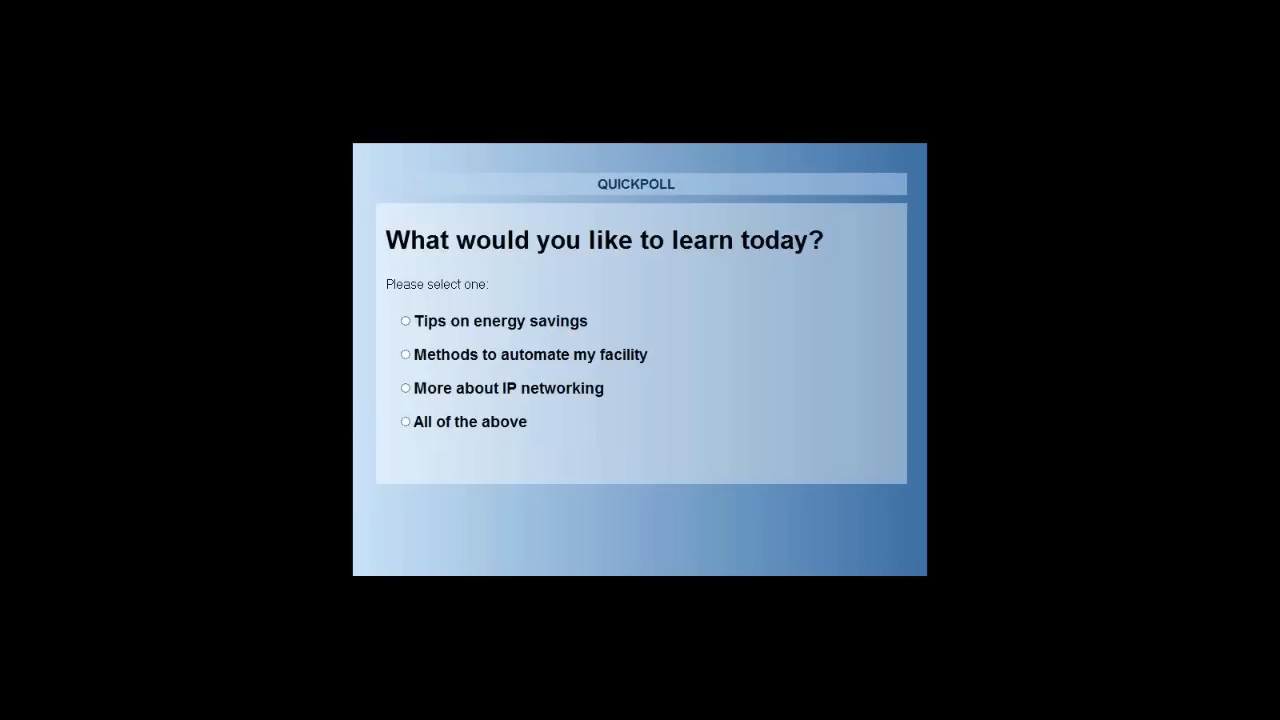 QUICKPOLL
What would you like to learn today?
Please select one:
Tips on energy savings
Methods to automate my facility
More about IP networking
All of the above